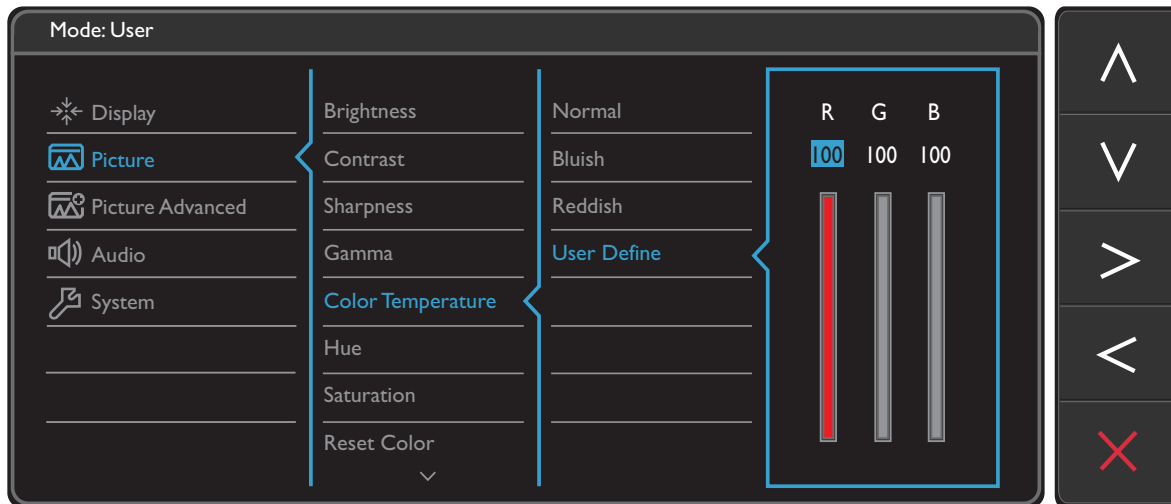 Mode: User
Display
Picture
Picture Advanced
Audio
System
Brightness
Contrast
Sharpness
Gamma
Color Temperature
Hue
Saturation
Reset Color
Normal
Bluish
Reddish
User Define
R G B
100 100 100